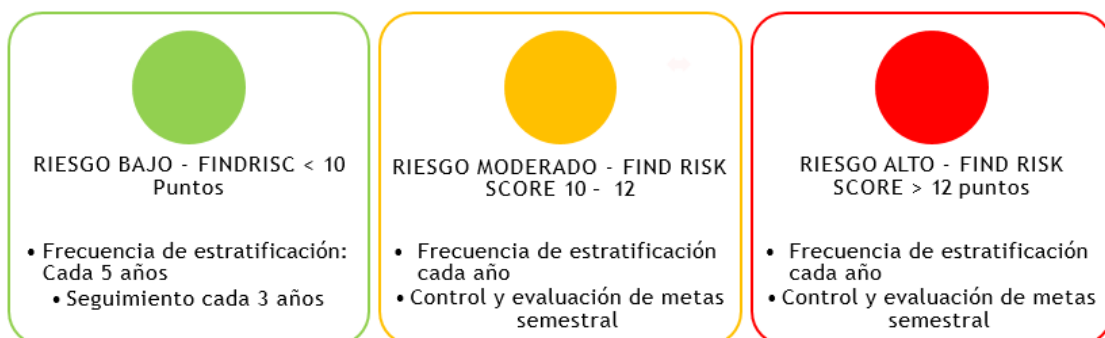 RIESGO BAJO - FINDRISC < 10
Puntos
• Frecuencia de estratificación:
Cada 5 años
• Seguimiento cada 3 años
RIESGO MODERADO - FIND RISK
SCORE 10 - 12
• Frecuencia de estratificación
cada año
• Control y evaluación de metas
semestral
RIESGO ALTO - FIND RISK
SCORE > 12 puntos
• Frecuencia de estratificación
cada año
• Control y evaluación de metas
semestral